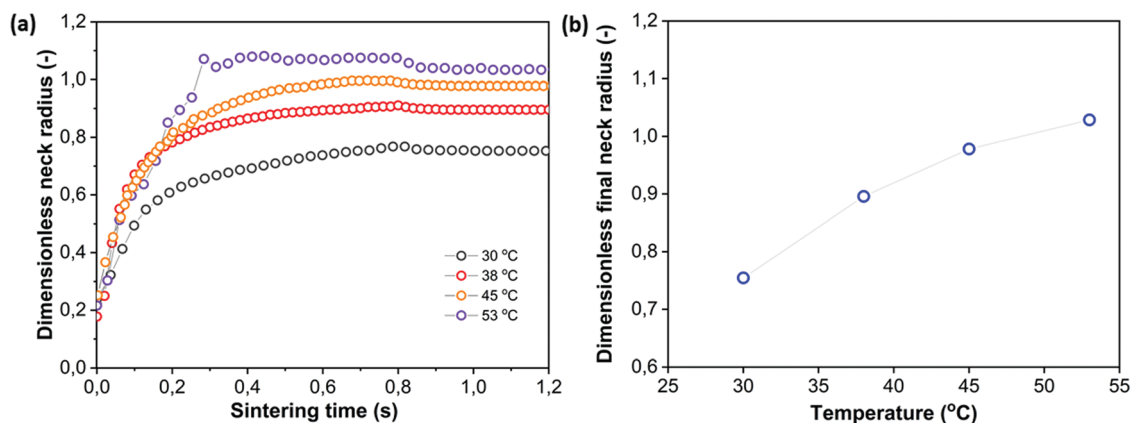 (a)
Dimensionless neck radius (-)
1,2
1,0
0,8
0,6
0,4
0,2
0,0
30 ºC
38 ºC
45 ºC
53 ºC
0,0 0,2 0,4 0,6 0,8 1,0 1,2
Sintering time (s)
(b)
Dimensionless final neck radius (-)
1,2
1,1
1,0
0,9
0,8
0,7
0,6
25 30 35 40 45 50 55
Temperature (ºC)